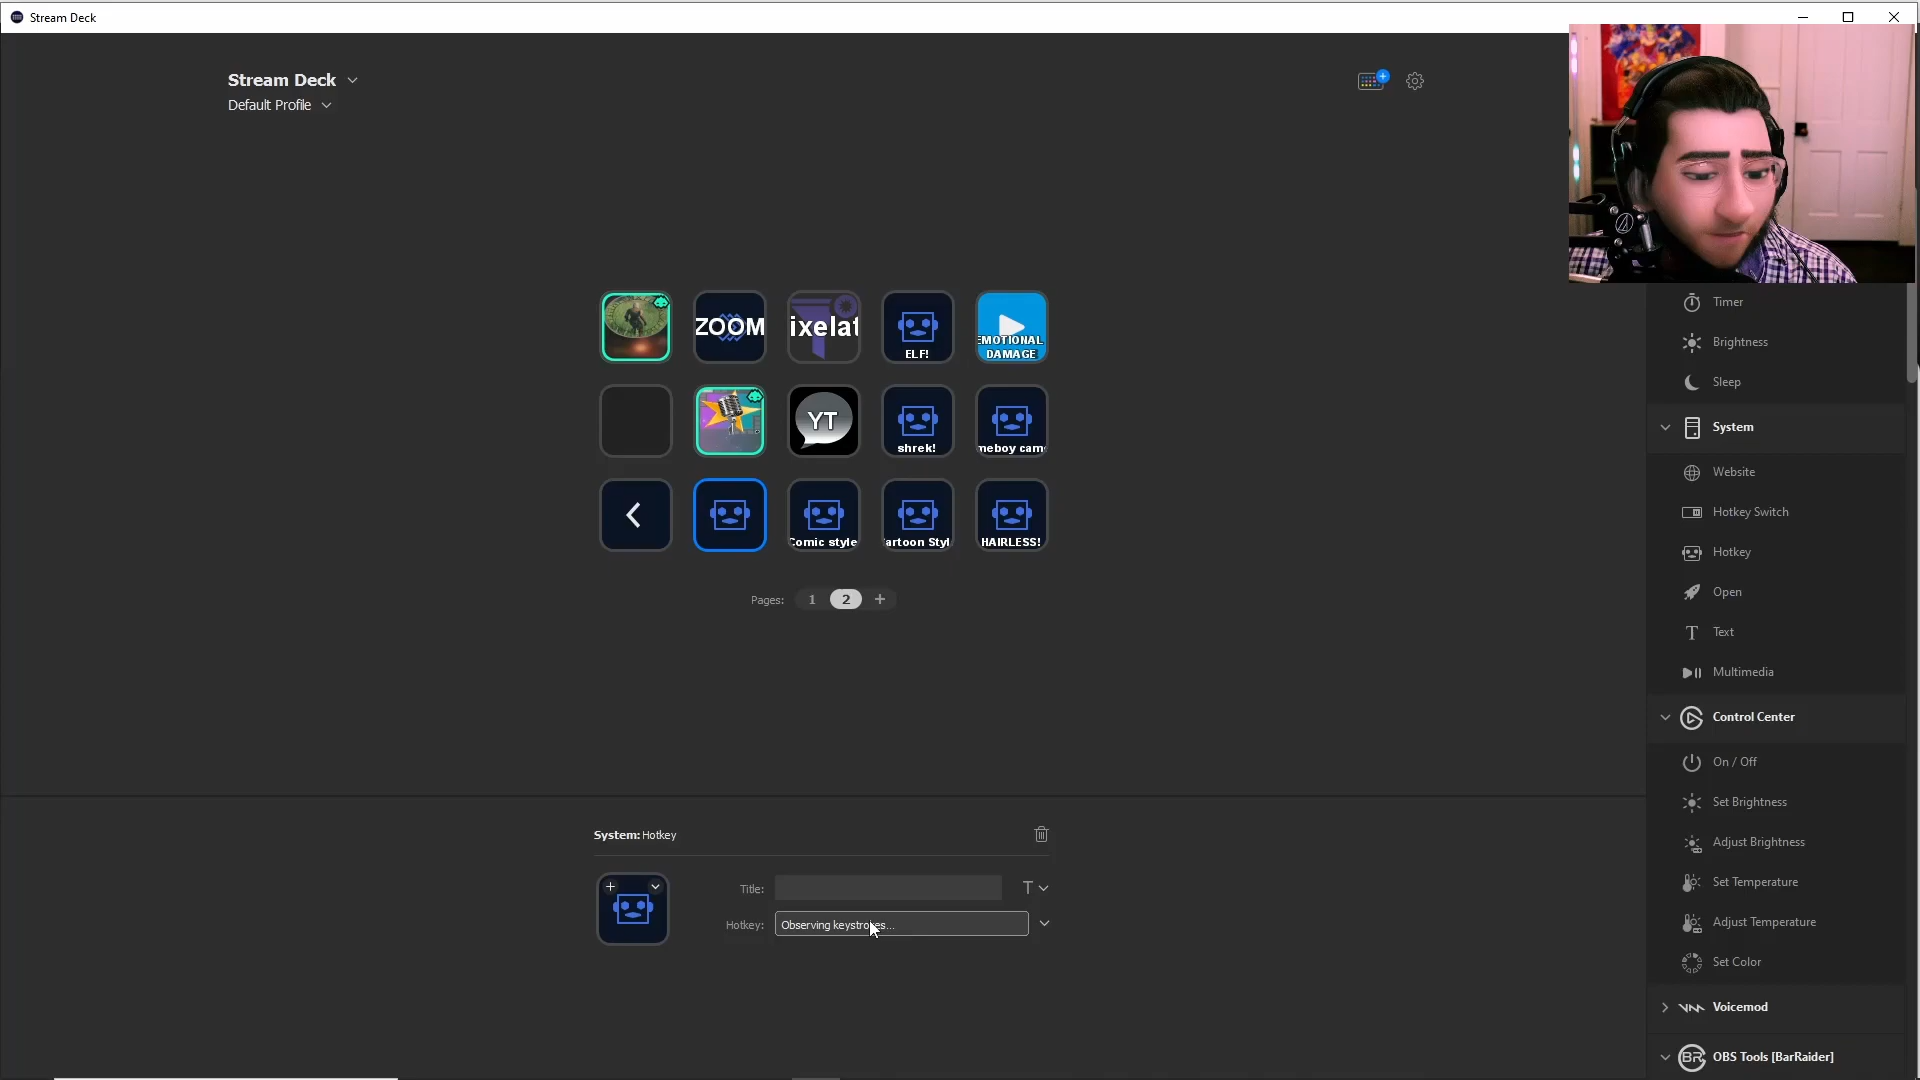 Stream Deck
Stream Deck
Default Profile
ZOOM
ixelat
ELF!
EMOTIONAL
DAMAGE
YT
shrek!
meboy came
Comic style
artoon Styl
HAIRLESS!
Pages: 1 2 +
System: Hotkey
Title:
T
Hotkey: Observing keystrokes...
Timer
Brightness
Sleep
System
Website
Hotkey Switch
Hotkey
Open
T Text
Multimedia
Control Center
On / Off
Set Brightness
Adjust Brightness
Set Temperature
Adjust Temperature
Set Color
Voicemod
BR OBS Tools [BarRaider]